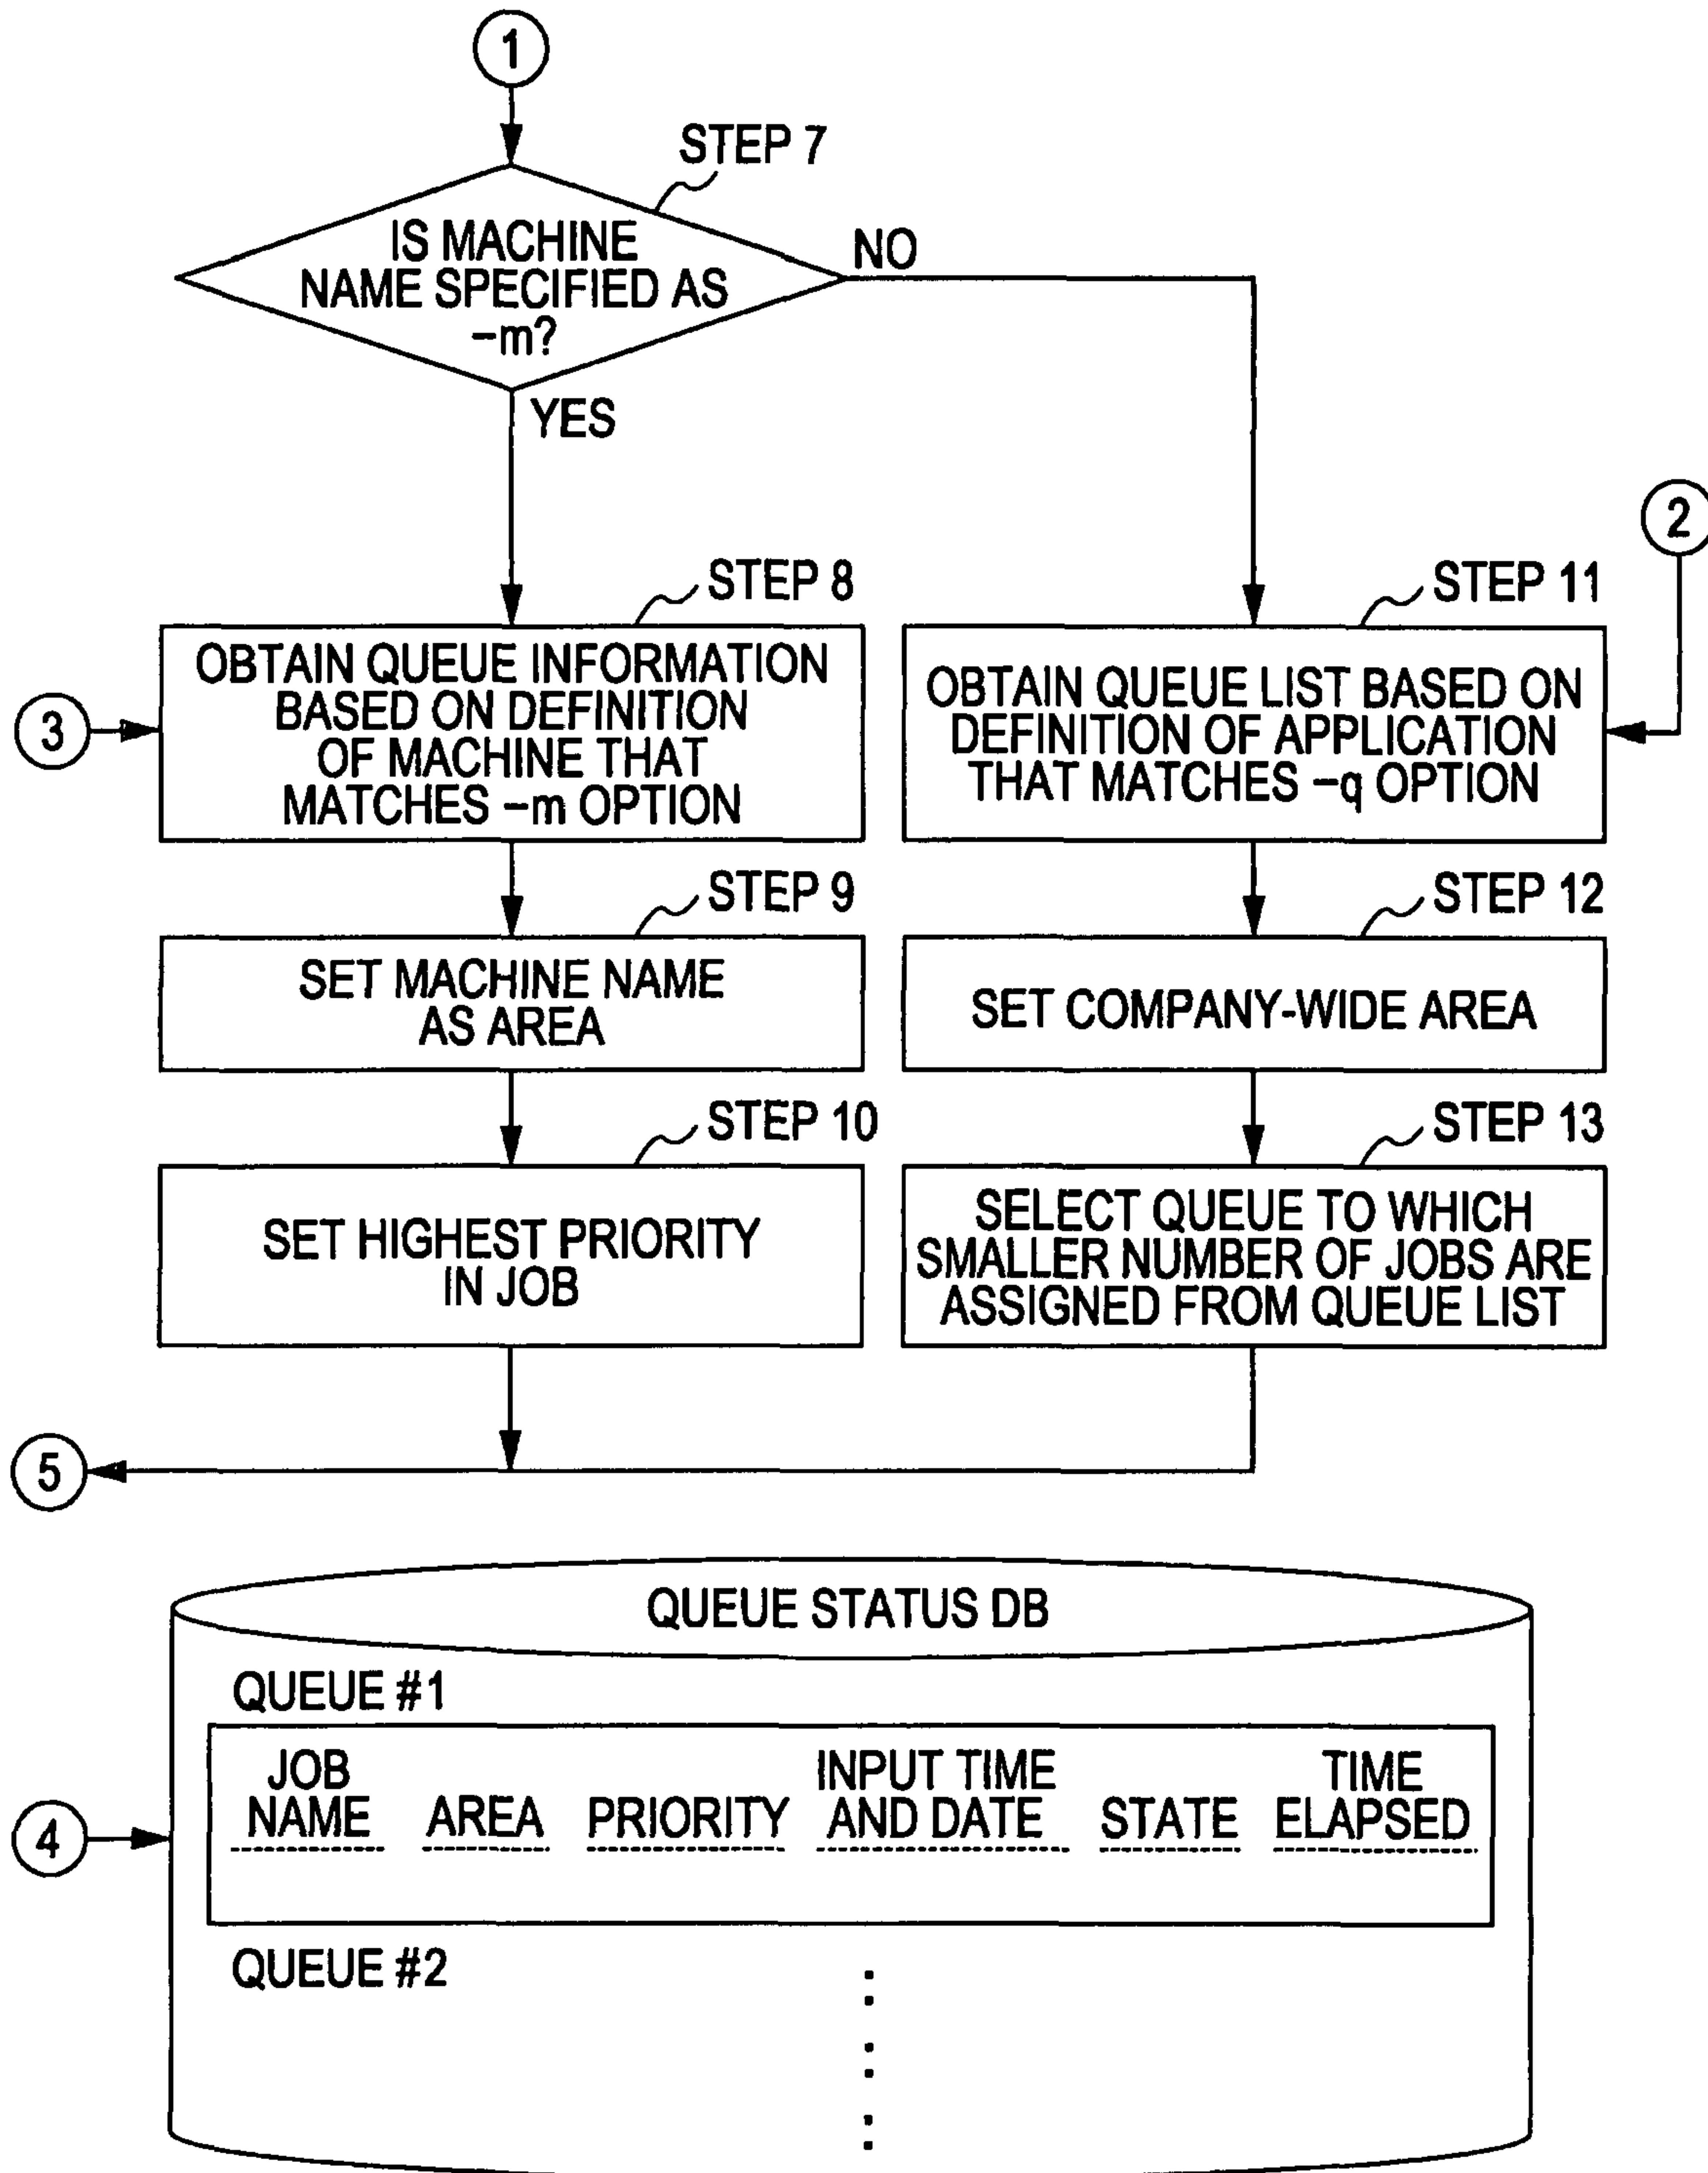 1
STEP 7
IS MACHINE
NAME SPECIFIED AS
–m?
NO
YES
2
STEP 8
OBTAIN QUEUE INFORMATION
BASED ON DEFINITION
OF MACHINE THAT
MATCHES –m OPTION
3
STEP 11
OBTAIN QUEUE LIST BASED ON
DEFINITION OF APPLICATION
THAT MATCHES –q OPTION
STEP 9
SET MACHINE NAME
AS AREA
STEP 12
SET COMPANY-WIDE AREA
STEP 10
SET HIGHEST PRIORITY
IN JOB
STEP 13
SELECT QUEUE TO WHICH
SMALLER NUMBER OF JOBS ARE
ASSIGNED FROM QUEUE LIST
5
QUEUE STATUS DB
QUEUE #1
JOB
NAME
AREA
PRIORITY
INPUT TIME
AND DATE
STATE
TIME
ELAPSED
4
QUEUE #2